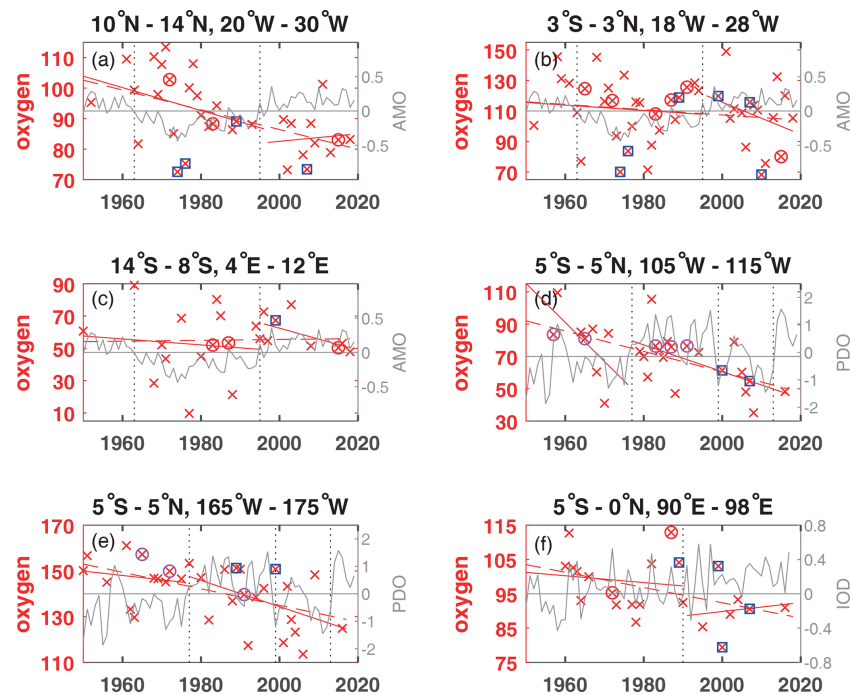 10°N - 14°N, 20°W - 30°W
(a)
oxygen
110
100
90
80
70
0.5
0
-0.5
AMO
1960 1980 2000 2020
3°S - 3°N, 18°W - 28°W
(b)
oxygen
150
130
110
90
70
0.5
0
-0.5
AMO
1960 1980 2000 2020
14°S - 8°S, 4°E - 12°E
(c)
oxygen
90
70
50
30
10
0.5
0
-0.5
AMO
1960 1980 2000 2020
5°S - 5°N, 105°W - 115°W
(d)
oxygen
110
90
70
50
30
2
1
0
-1
-2
PDO
1960 1980 2000 2020
5°S - 5°N, 165°W - 175°W
(e)
oxygen
170
150
130
110
2
1
0
-1
-2
PDO
1960 1980 2000 2020
5°S - 0°N, 90°E - 98°E
(f)
oxygen
115
105
95
85
75
0.8
0.4
0
-0.4
-0.8
IOD
1960 1980 2000 2020